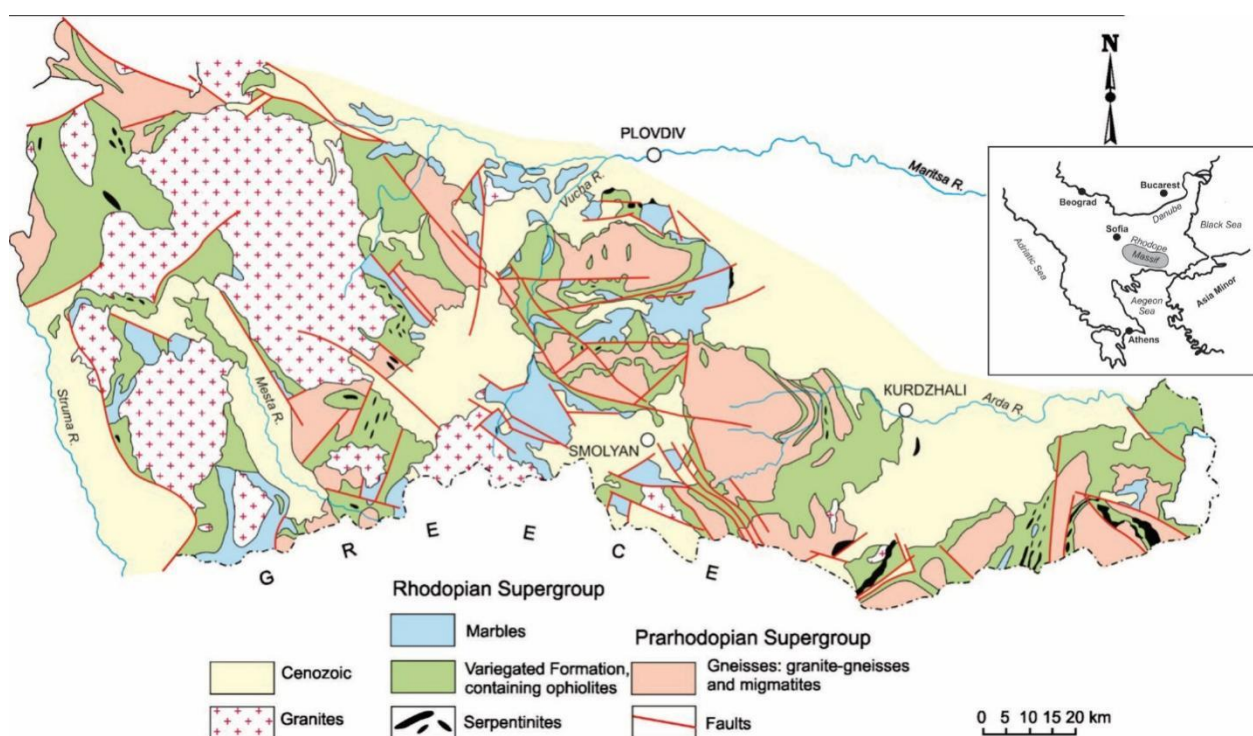 N
PLOVDIV
Maritsa R.
Vucha R.
Beograd
Bucarest
Danube
Sofia
Black Sea
Rhodope
Massif
Adriatic Sea
Aegeon
Sea
Asia Minor
Athens
Struma R.
Mesta R.
KURDZHALI
Arda R.
SMOLYAN
G R E E C E
Rhodopian Supergroup
Marbles
Prarhodopian Supergroup
Cenozoic
Variegated Formation,
containing ophiolites
Gneisses: granite-gneisses
and migmatites
Granites
Serpentinites
Faults
0 5 10 15 20 km